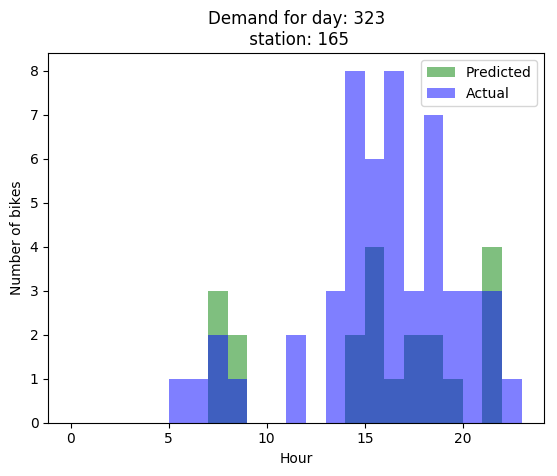 Demand for day: 323
station: 165
Predicted
Actual
Number of bikes
8
7
6
5
4
3
2
1
0
0
5
10
15
20
Hour